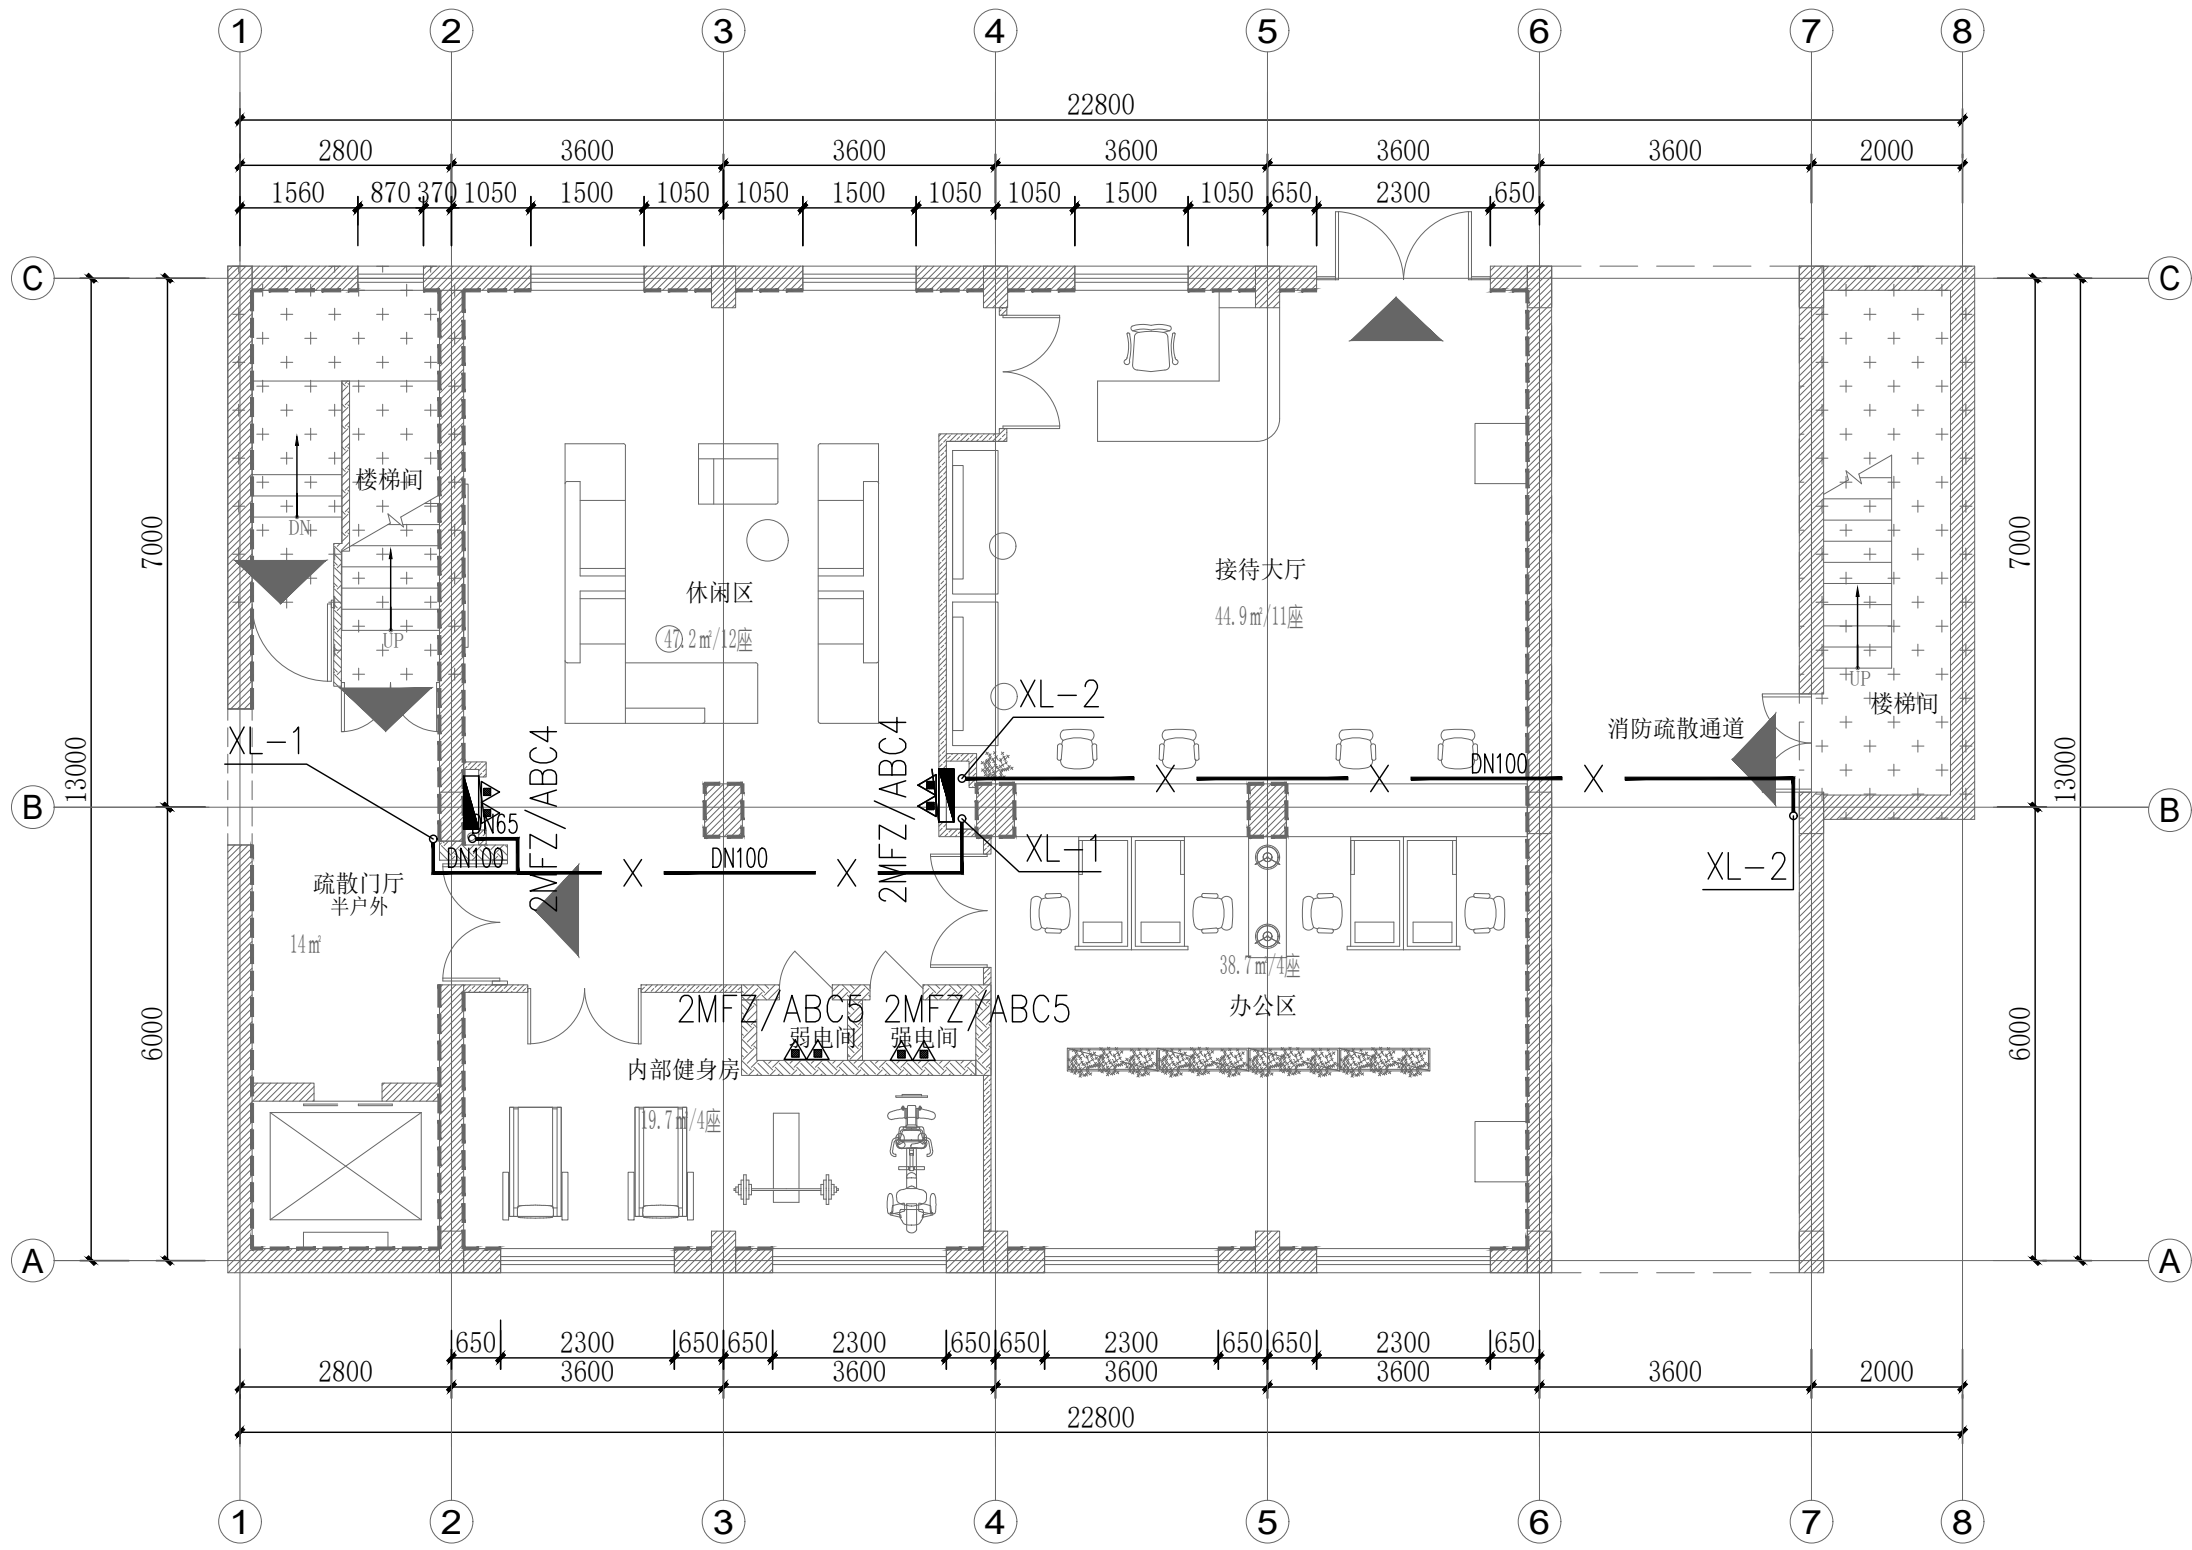 1 2 3 4 5 6 7 8
22800
2800 3600 3600 3600 3600 3600 2000
1560 870 370 1050 1500 1050 1050 1500 1050 1050 1500 1050 650 2300 650
C C
楼梯间
DN
UP
7000
13000
休闲区
47.2㎡/12座
接待大厅
44.9㎡/11座
7000
13000
UP
楼梯间
消防疏散通道
XL-1
XL-2
2MFZ/ABC4
2MFZ/ABC4
DN100
B B
DN65
DN100
DN100
XL-1
XL-2
疏散门厅
半户外
14㎡
38.7㎡/4座
办公区
2MFZ/ABC5 2MFZ/ABC5
弱电间 强电间
内部健身房
19.7㎡/4座
6000
6000
A A
650 2300 650 650 2300 650 650 2300 650 650 2300 650
2800 3600 3600 3600 3600 3600 2000
22800
1 2 3 4 5 6 7 8